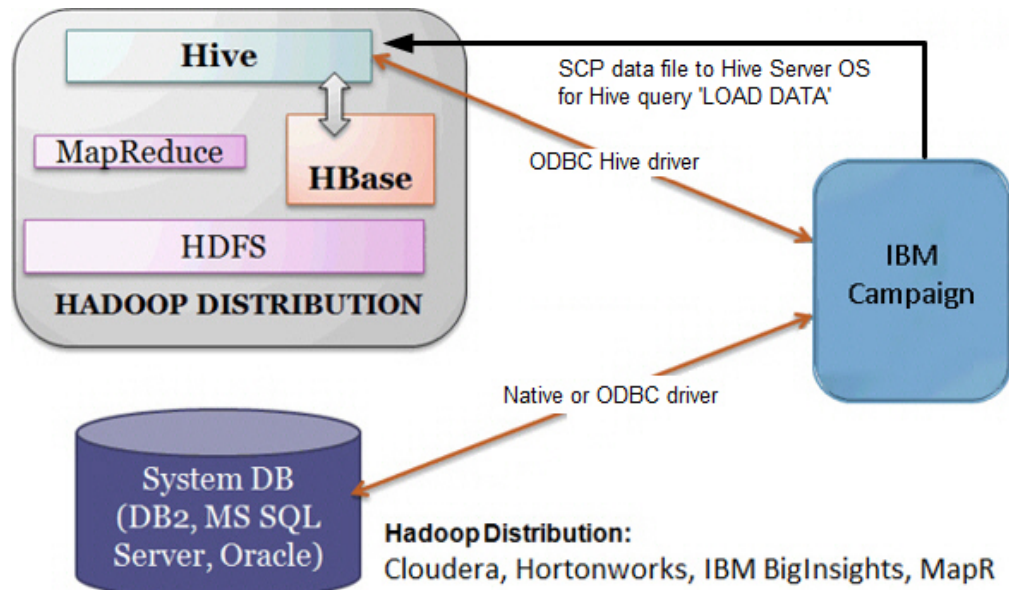 Hive
SCP data file to Hive Server OS
for Hive query 'LOAD DATA'
MapReduce
HBase
ODBC Hive driver
HDFS
HADOOP DISTRIBUTION
IBM
Campaign
Native or ODBC driver
System DB
(DB2, MS SQL
Server, Oracle)
Hadoop Distribution:
Cloudera, Hortonworks, IBM BigInsights, MapR